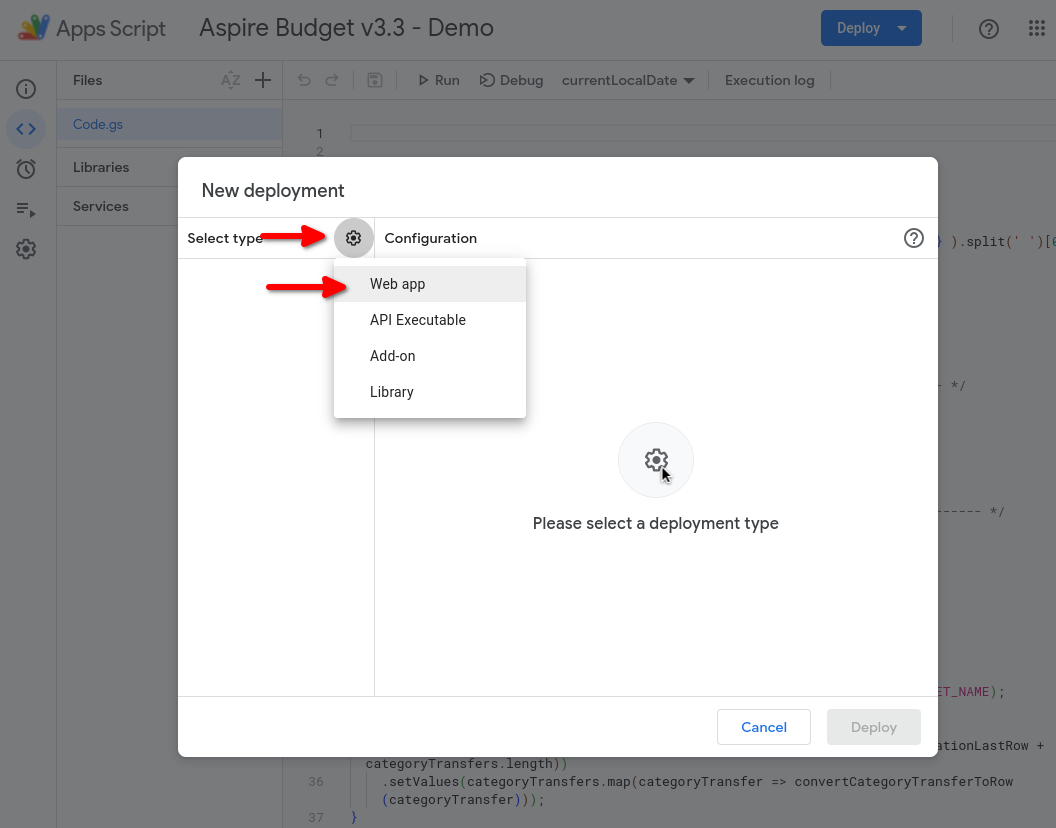 Apps Script
Aspire Budget v3.3 - Demo
Deploy
Files
AZ
Run
Debug
currentLocalDate
Execution log
Code.gs
Libraries
Services
1
2
New deployment
Select type
Configuration
} ).split(' ')[
Web app
API Executable
Add-on
Library
- */
Please select a deployment type
------ */
ET_NAME);
Cancel
Deploy
ationLastRow +
categoryTransfers.length))
36 .setValues(categoryTransfers.map(categoryTransfer => convertCategoryTransferToRow
(categoryTransfer)));
37 }